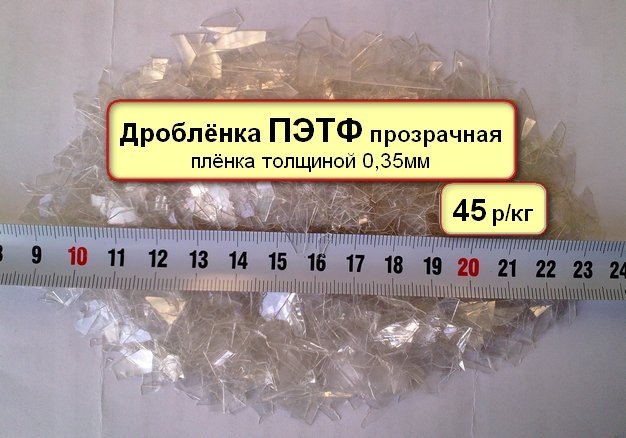 Дроблёнка ПЭТФ прозрачная
плёнка толщиной 0,35мм
45 р/кг
8 9 10 11 12 13 14 15 16 17 18 19 20 21 22 23 24